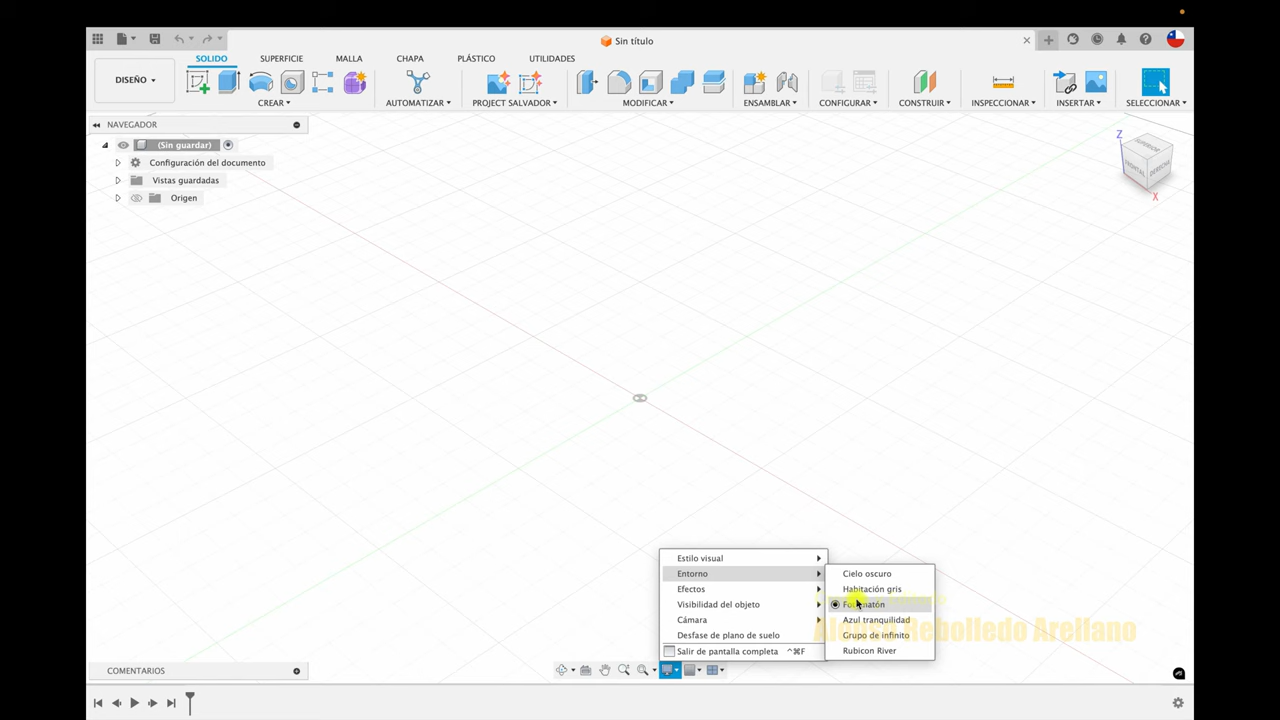 Sin título
SOLIDO SUPERFICIE MALLA CHAPA PLÁSTICO UTILIDADES
DISEÑO
CREAR AUTOMATIZAR PROJECT SALVADOR MODIFICAR ENSAMBLAR CONFIGURAR CONSTRUIR INSPECCIONAR INSERTAR SELECCIONAR
NAVEGADOR
(Sin guardar)
Configuración del documento
Vistas guardadas
Origen
Z
SUPERIOR
FRONTAL DERECHA
X
Estilo visual
Entorno
Efectos
Visibilidad del objeto
Cámara
Desfase de plano de suelo
Salir de pantalla completa ^⌘F
Cielo oscuro
Habitación gris
Azul tranquilidad
Grupo de infinito
Rubicon River
Rebolledo Arellano
COMENTARIOS